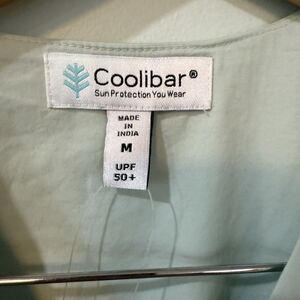 Coolibar®
Sun Protection You Wear
MADE
IN
INDIA
M
UPF
50+